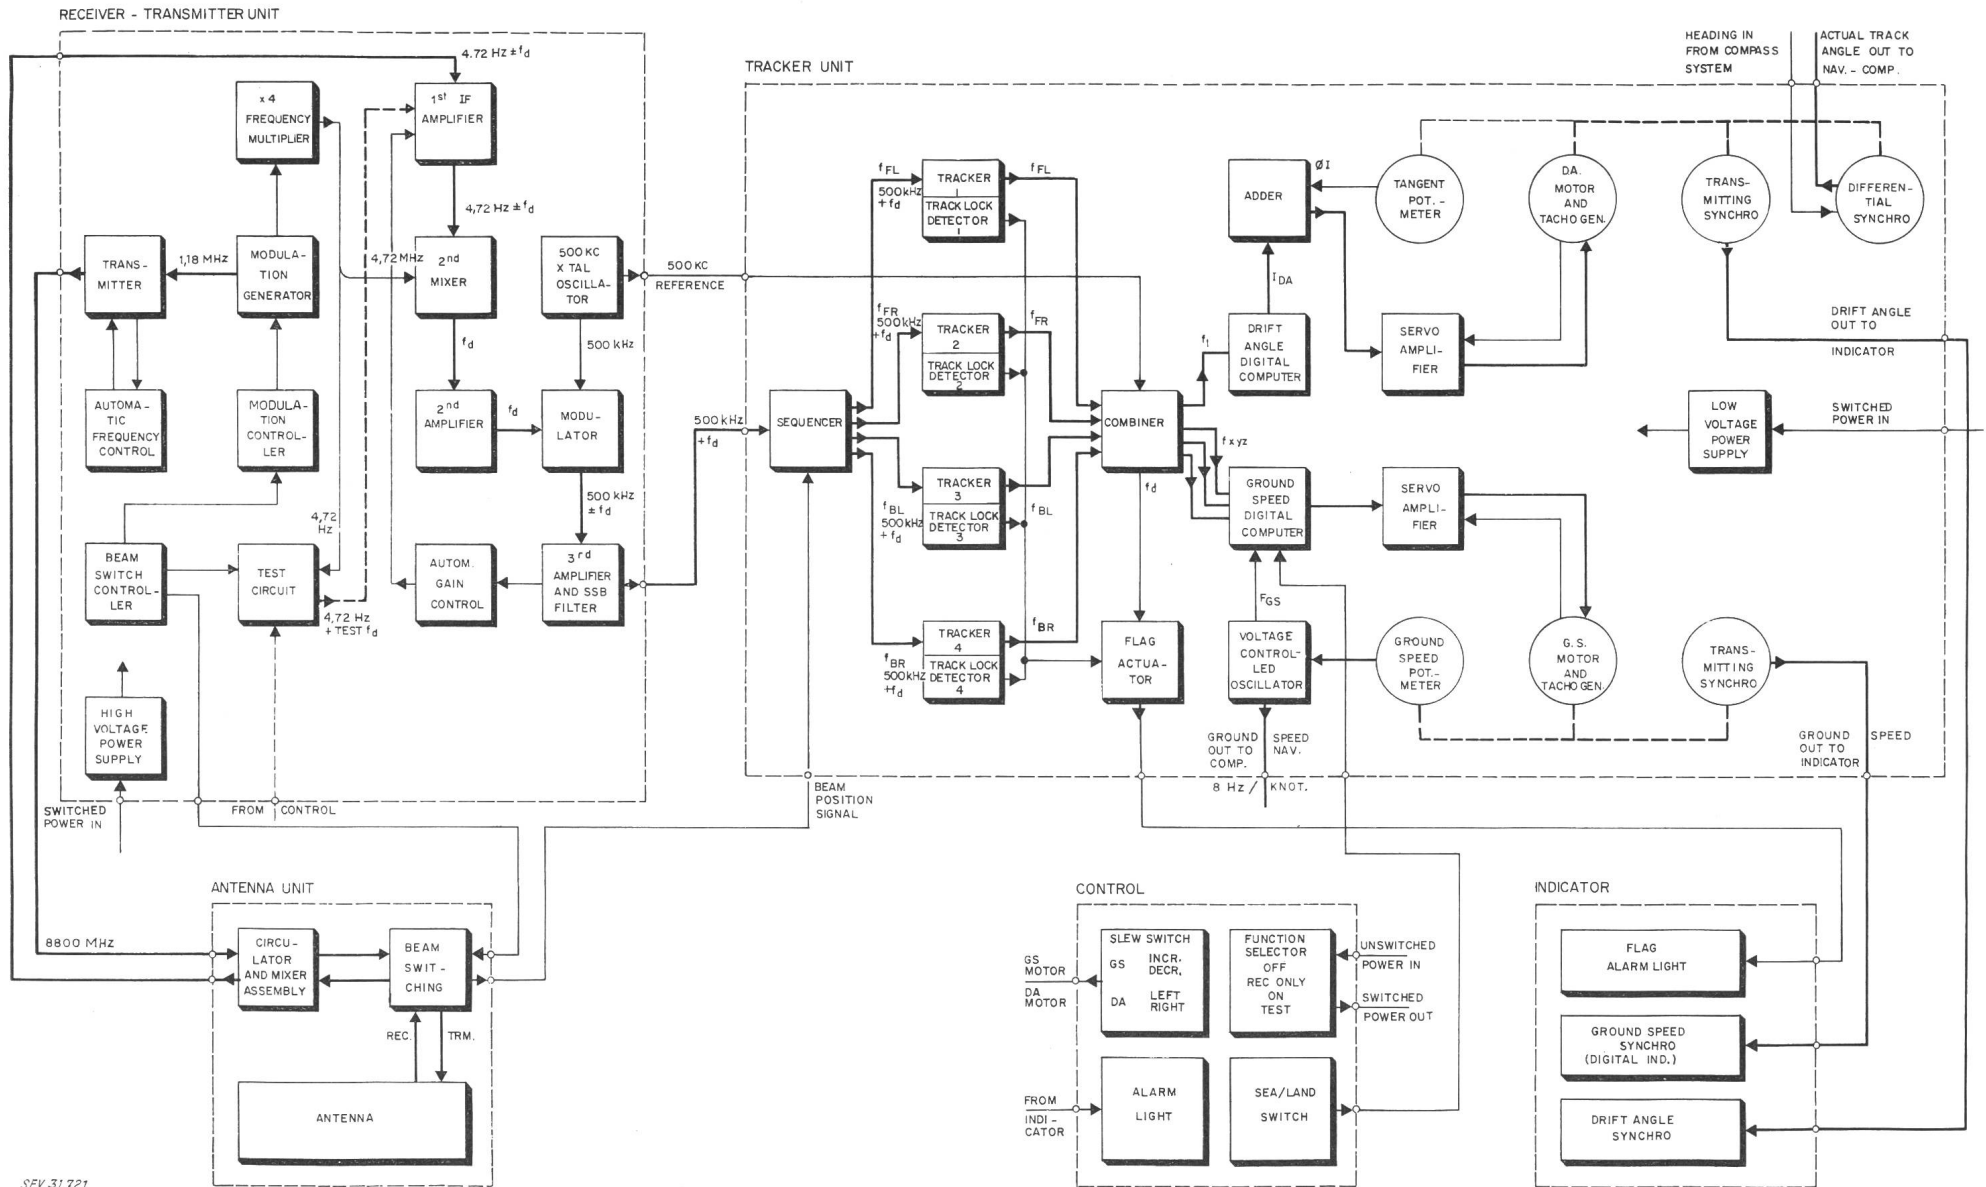 RECEIVER - TRANSMITTER UNIT
4.72 Hz ± fd
x 4
FREQUENCY
MULTIPLIER
1st IF
AMPLIFIER
4,72 Hz ± fd
TRANS-
MITTER
1,18 MHz
MODULA-
TION
GENERATOR
4,72 MHz
2nd
MIXER
500 KC
X TAL
OSCILLA-
TOR
fd
500 kHz
AUTOMA-
TIC
FREQUENCY
CONTROL
MODULA-
TION
CONTROL-
LER
2nd
AMPLIFIER
fd
MODU-
LATOR
500 kHz
± fd
4,72
Hz
BEAM
SWITCH
CONTROL-
LER
TEST
CIRCUIT
4,72 Hz
+ TEST fd
AUTOM.
GAIN
CONTROL
3rd
AMPLIFIER
AND SSB
FILTER
HIGH
VOLTAGE
POWER
SUPPLY
SWITCHED
POWER IN
FROM CONTROL
500 KC
REFERENCE
500 kHz
+ fd
TRACKER UNIT
HEADING IN
FROM COMPASS
SYSTEM
ACTUAL TRACK
ANGLE OUT TO
NAV. - COMP.
SEQUENCER
fFL
500 kHz
+ fd
TRACKER
1
TRACK LOCK
DETECTOR
1
fFL
fFR
500 kHz
+ fd
TRACKER
2
TRACK LOCK
DETECTOR
2
fFR
fBL
500 kHz
+ fd
TRACKER
3
TRACK LOCK
DETECTOR
3
fBL
fBR
500 kHz
+ fd
TRACKER
4
TRACK LOCK
DETECTOR
4
fBR
COMBINER
f1
f xyz
fd
ADDER
ØI
IDA
DRIFT
ANGLE
DIGITAL
COMPUTER
GROUND
SPEED
DIGITAL
COMPUTER
FGS
FLAG
ACTUA-
TOR
VOLTAGE
CONTROL-
LED
OSCILLATOR
TANGENT
POT. -
METER
DA.
MOTOR
AND
TACHO GEN.
TRANS-
MITTING
SYNCHRO
DIFFEREN-
TIAL
SYNCHRO
SERVO
AMPLI-
FIER
DRIFT ANGLE
OUT TO
INDICATOR
LOW
VOLTAGE
POWER
SUPPLY
SWITCHED
POWER IN
SERVO
AMPLI-
FIER
GROUND
SPEED
POT.-
METER
G. S.
MOTOR
AND
TACHO GEN.
TRANS-
MITTING
SYNCHRO
GROUND SPEED
OUT TO NAV.
COMP.
8 Hz / KNOT.
GROUND SPEED
OUT TO
INDICATOR
BEAM
POSITION
SIGNAL
ANTENNA UNIT
8800 MHz
CIRCU-
LATOR
AND MIXER
ASSEMBLY
BEAM
SWIT-
CHING
REC.
TRM.
ANTENNA
CONTROL
GS
MOTOR
DA
MOTOR
SLEW SWITCH
GS INCR.
DECR,
DA LEFT
RIGHT
FUNCTION
SELECTOR
OFF
REC ONLY
ON
TEST
UNSWITCHED
POWER IN
SWITCHED
POWER OUT
FROM
INDI-
CATOR
ALARM
LIGHT
SEA/LAND
SWITCH
INDICATOR
FLAG
ALARM LIGHT
GROUND SPEED
SYNCHRO
(DIGITAL IND.)
DRIFT ANGLE
SYNCHRO
SEV 31.721